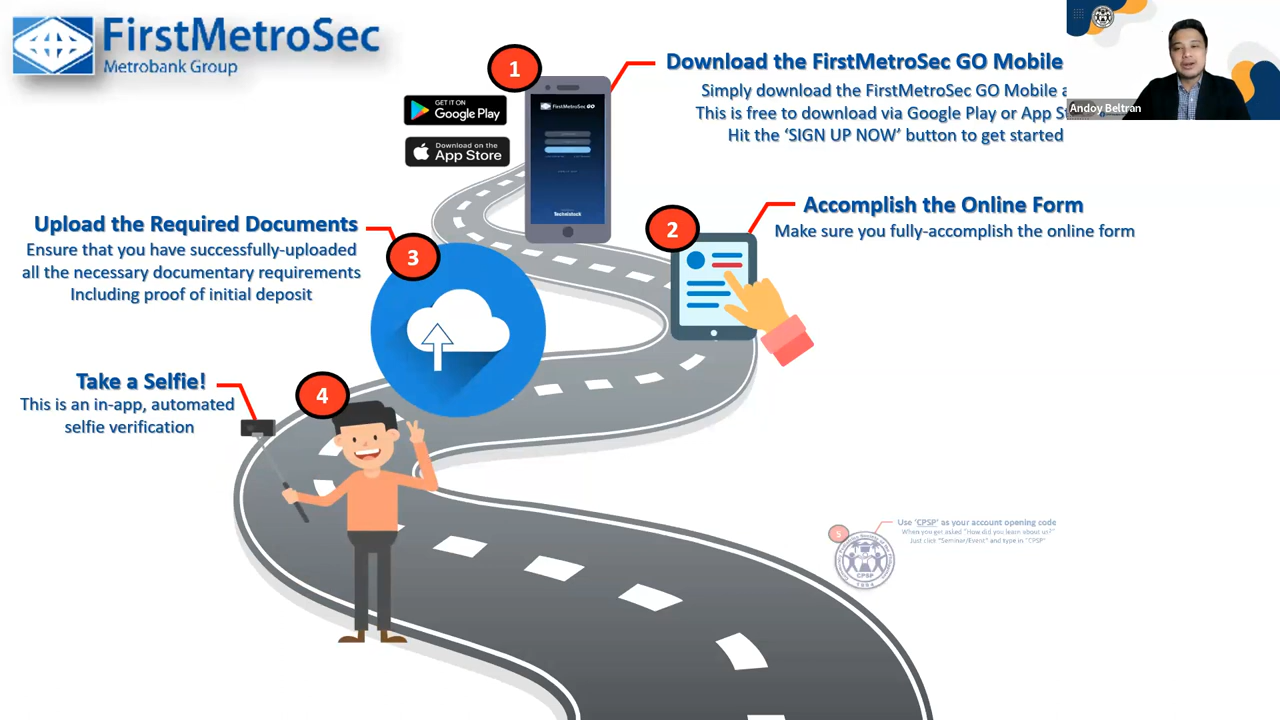 FirstMetroSec
Metrobank Group
1
GET IT ON
Google Play
Download on the
App Store
FirstMetroSec GO
Download the FirstMetroSec GO Mobile
Simply download the FirstMetroSec GO Mobile
This is free to download via Google Play or App
Hit the ‘SIGN UP NOW’ button to get started
Andoy Beltran
2
Accomplish the Online Form
Make sure you fully-accomplish the online form
3
Upload the Required Documents
Ensure that you have successfully-uploaded
all the necessary documentary requirements
Including proof of initial deposit
4
Take a Selfie!
This is an in-app, automated
selfie verification
5
Use ‘CPSP’ as your account opening code
When you get asked “How did you learn about us?”
Just click “Seminar/Event” and type in “CPSP”
CPSP